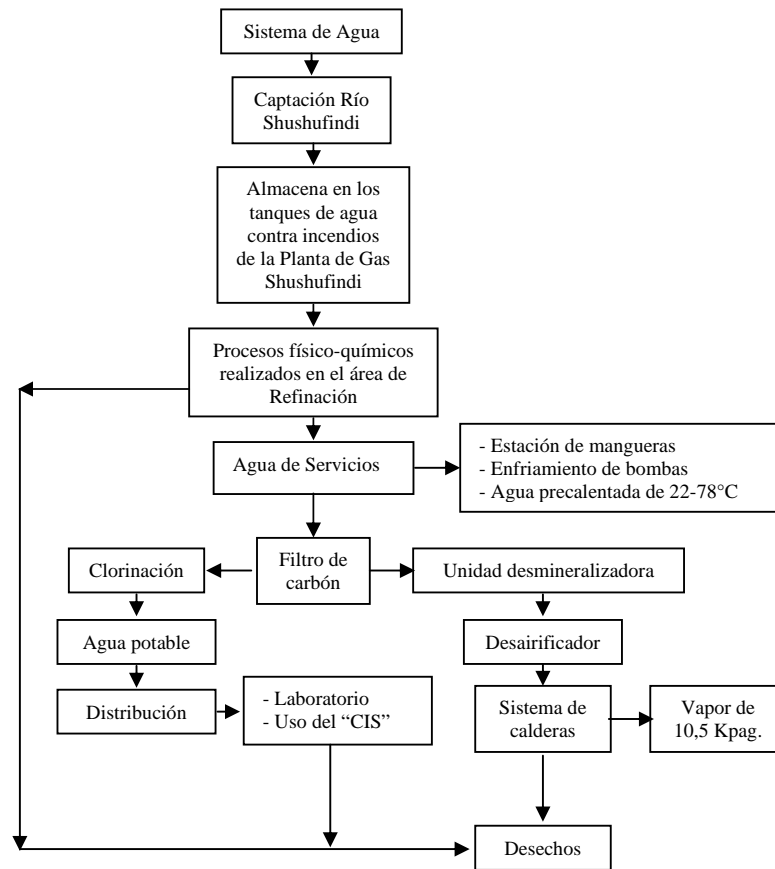 Sistema de Agua
Captación Río
Shushufindi
Almacena en los
tanques de agua
contra incendios
de la Planta de Gas
Shushufindi
Procesos físico-químicos
realizados en el área de
Refinación
Agua de Servicios
- Estación de mangueras
- Enfriamiento de bombas
- Agua precalentada de 22-78°C
Clorinación
Filtro de
carbón
Unidad desmineralizadora
Agua potable
Desairificador
Distribución
- Laboratorio
- Uso del “CIS”
Sistema de
calderas
Vapor de
10,5 Kpag.
Desechos